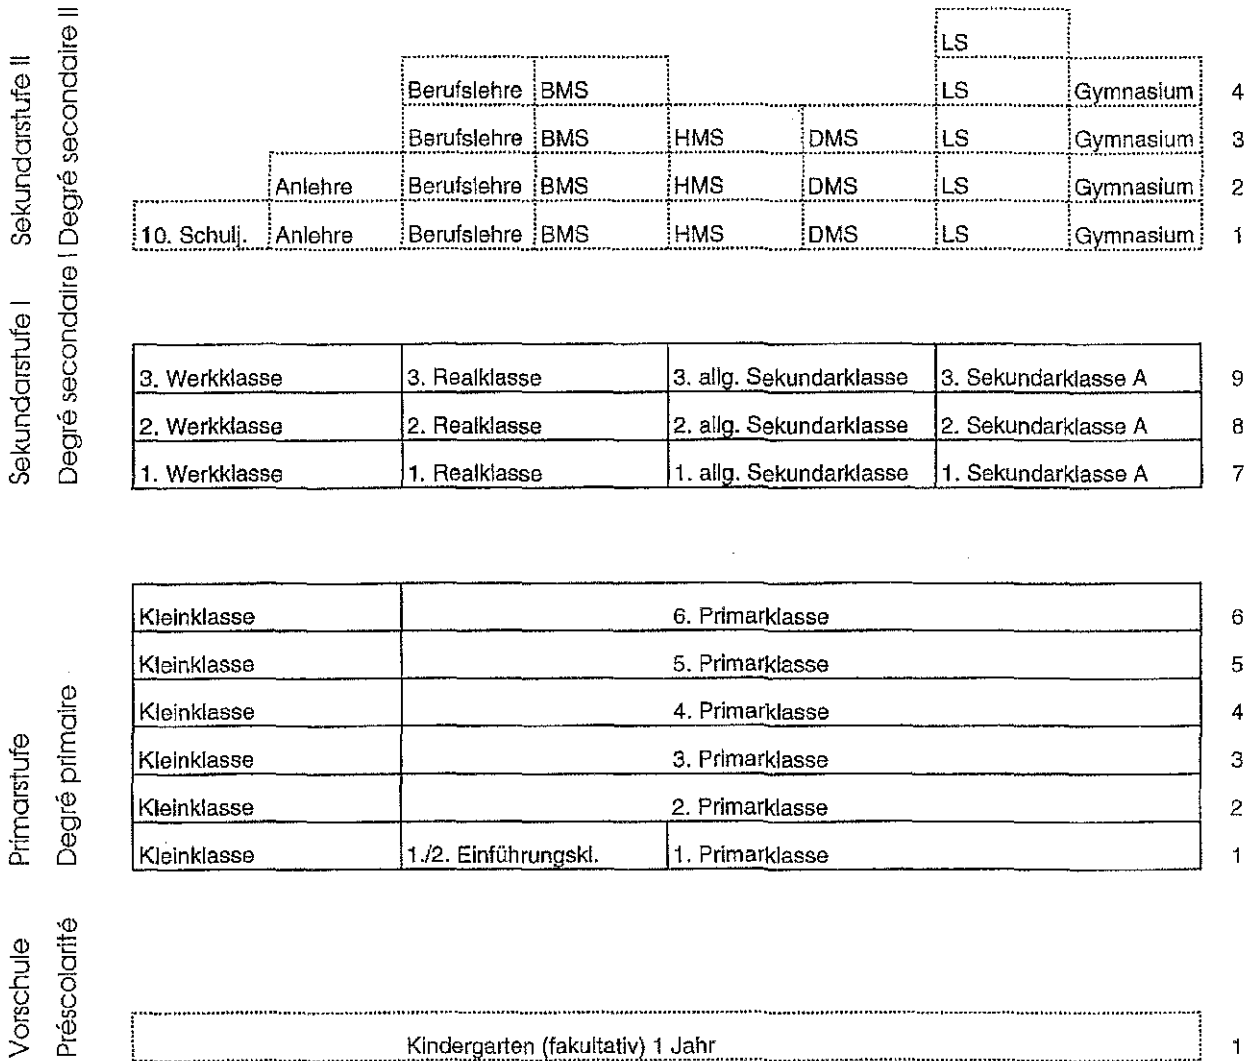 LS
Berufslehre BMS LS Gymnasium 4
Berufslehre BMS HMS DMS LS Gymnasium 3
Anlehre Berufslehre BMS HMS DMS LS Gymnasium 2
10. Schulj. Anlehre Berufslehre BMS HMS DMS LS Gymnasium 1
Sekundarstufe II
Degré secondaire II
3. Werkklasse 3. Realklasse 3. allg. Sekundarklasse 3. Sekundarklasse A 9
2. Werkklasse 2. Realklasse 2. allg. Sekundarklasse 2. Sekundarklasse A 8
1. Werkklasse 1. Realklasse 1. allg. Sekundarklasse 1. Sekundarklasse A 7
Sekundarstufe I
Degré secondaire I
Kleinklasse 6. Primarklasse 6
Kleinklasse 5. Primarklasse 5
Kleinklasse 4. Primarklasse 4
Kleinklasse 3. Primarklasse 3
Kleinklasse 2. Primarklasse 2
Kleinklasse 1./2. Einführungskl. 1. Primarklasse 1
Primarstufe
Degré primaire
Kindergarten (fakultativ) 1 Jahr 1
Vorschule
Préscolarité